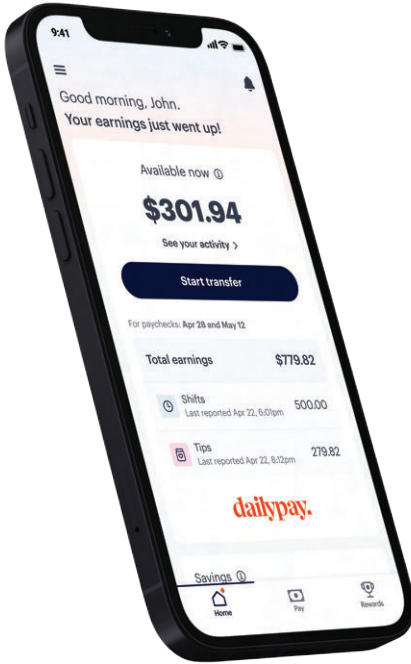 9:41
Good morning, John.
Your earnings just went up!
Available now
$301.94
See your activity >
Start transfer
For paychecks: Apr 28 and May 12
Total earnings $779.82
Shifts 500.00
Last reported Apr 22, 6:01pm
Tips 279.82
Last reported Apr 22, 8:12pm
dailypay.
Savings
Home Pay Rewards